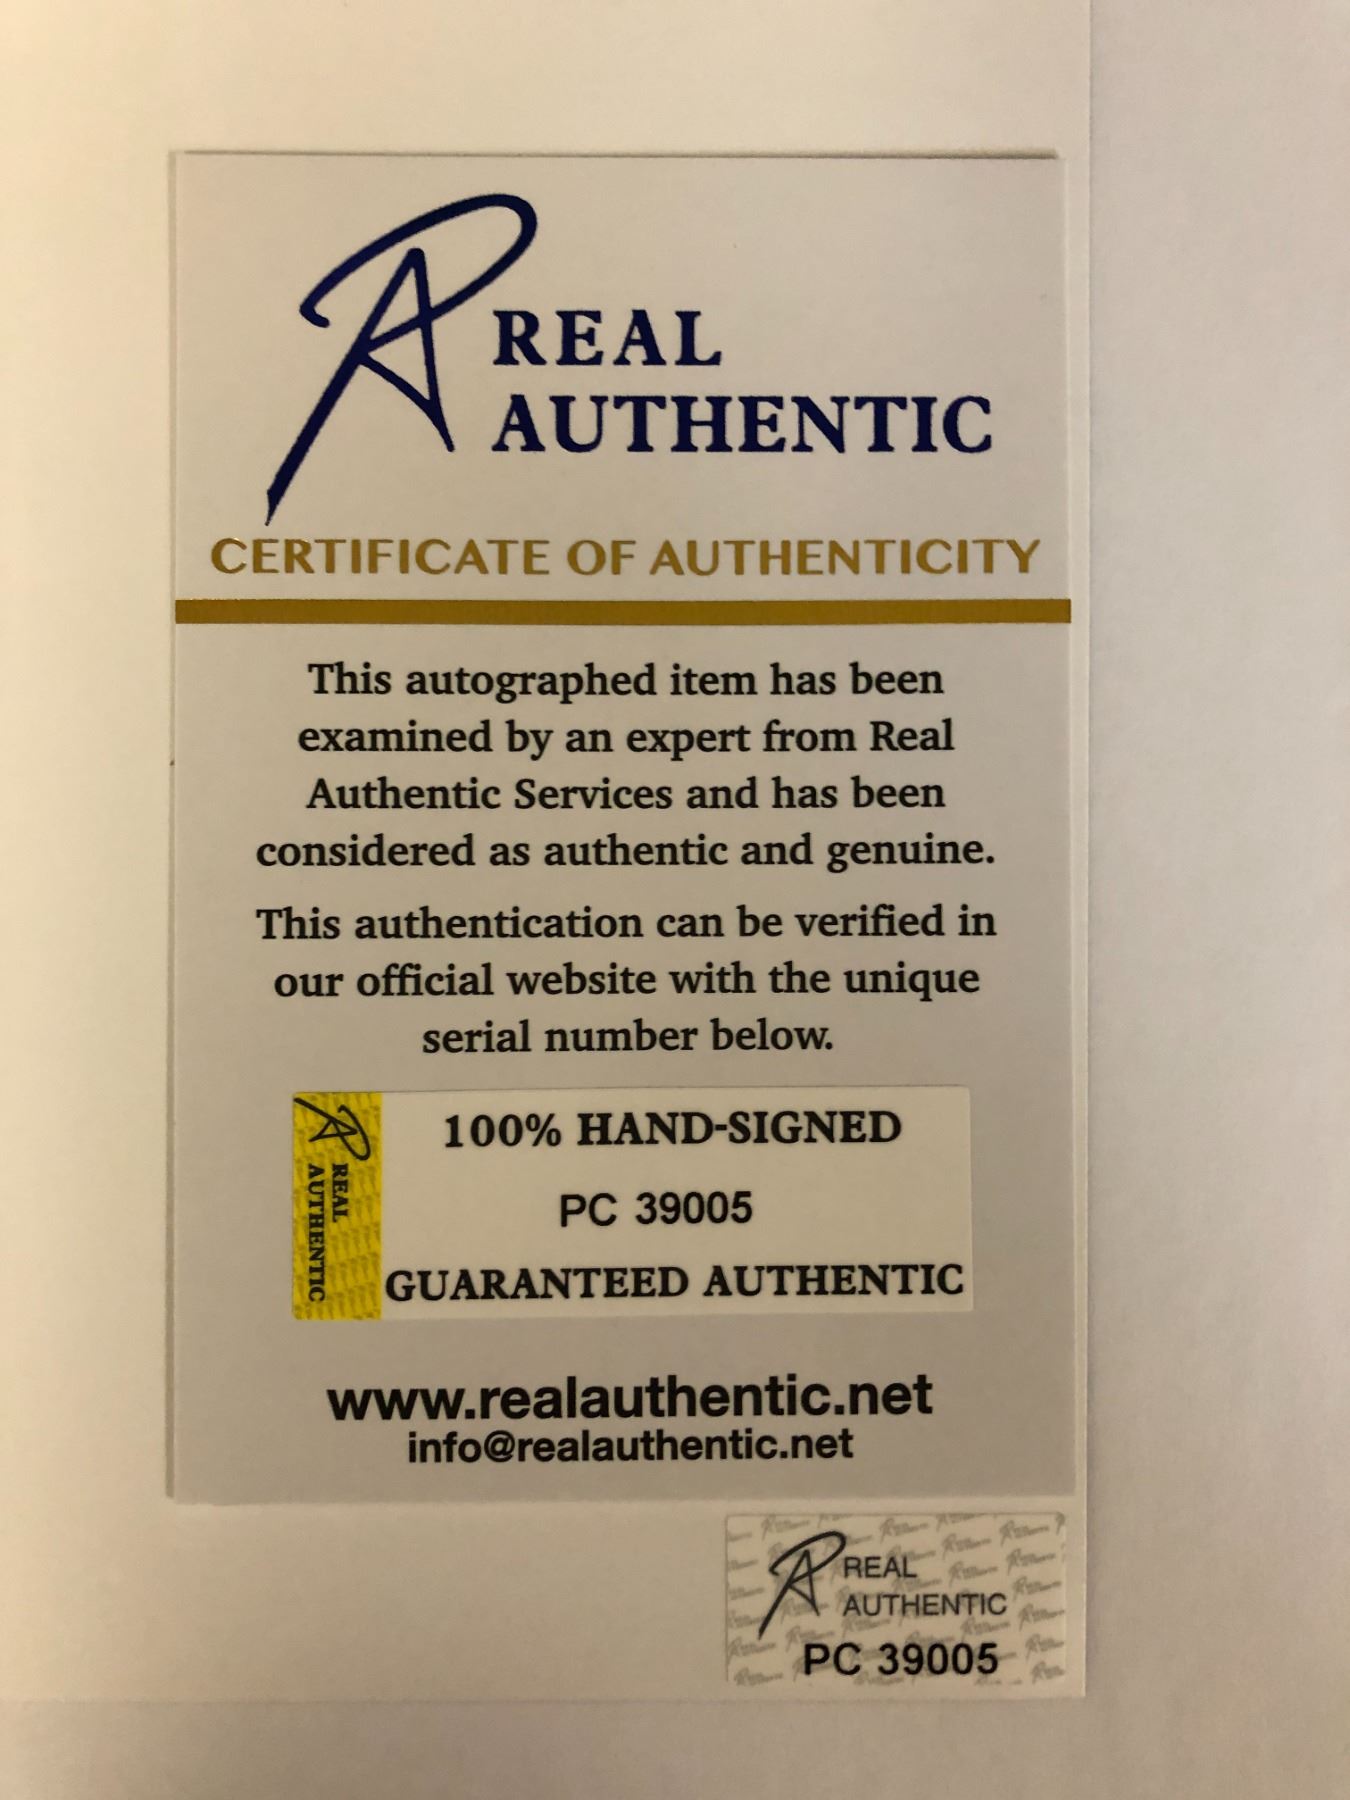 REAL
AUTHENTIC
CERTIFICATE OF AUTHENTICITY
This autographed item has been
examined by an expert from Real
Authentic Services and has been
considered as authentic and genuine.
This authentication can be verified in
our official website with the unique
serial number below.
REAL
AUTHENTIC
100% HAND-SIGNED
PC 39005
GUARANTEED AUTHENTIC
www.realauthentic.net
info@realauthentic.net
REAL
AUTHENTIC
PC 39005